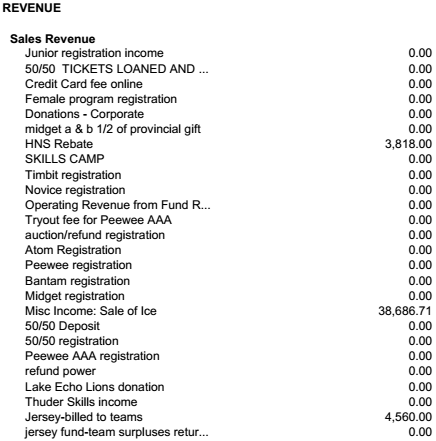 REVENUE
Sales Revenue
Junior registration income 0.00
50/50 TICKETS LOANED AND ... 0.00
Credit Card fee online 0.00
Female program registration 0.00
Donations - Corporate 0.00
midget a & b 1/2 of provincial gift 0.00
HNS Rebate 3,818.00
SKILLS CAMP 0.00
Timbit registration 0.00
Novice registration 0.00
Operating Revenue from Fund R... 0.00
Tryout fee for Peewee AAA 0.00
auction/refund registration 0.00
Atom Registration 0.00
Peewee registration 0.00
Bantam registration 0.00
Midget registration 0.00
Misc Income: Sale of Ice 38,686.71
50/50 Deposit 0.00
50/50 registration 0.00
Peewee AAA registration 0.00
refund power 0.00
Lake Echo Lions donation 0.00
Thuder Skills income 0.00
Jersey-billed to teams 4,560.00
jersey fund-team surpluses retur... 0.00